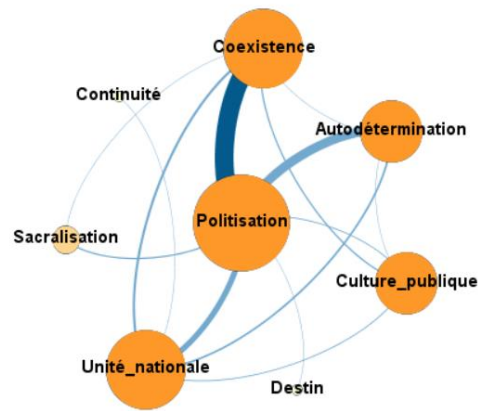 Coexistence
Continuité
Autodétermination
Politisation
Sacralisation
Culture_publique
Unité_nationale
Destin